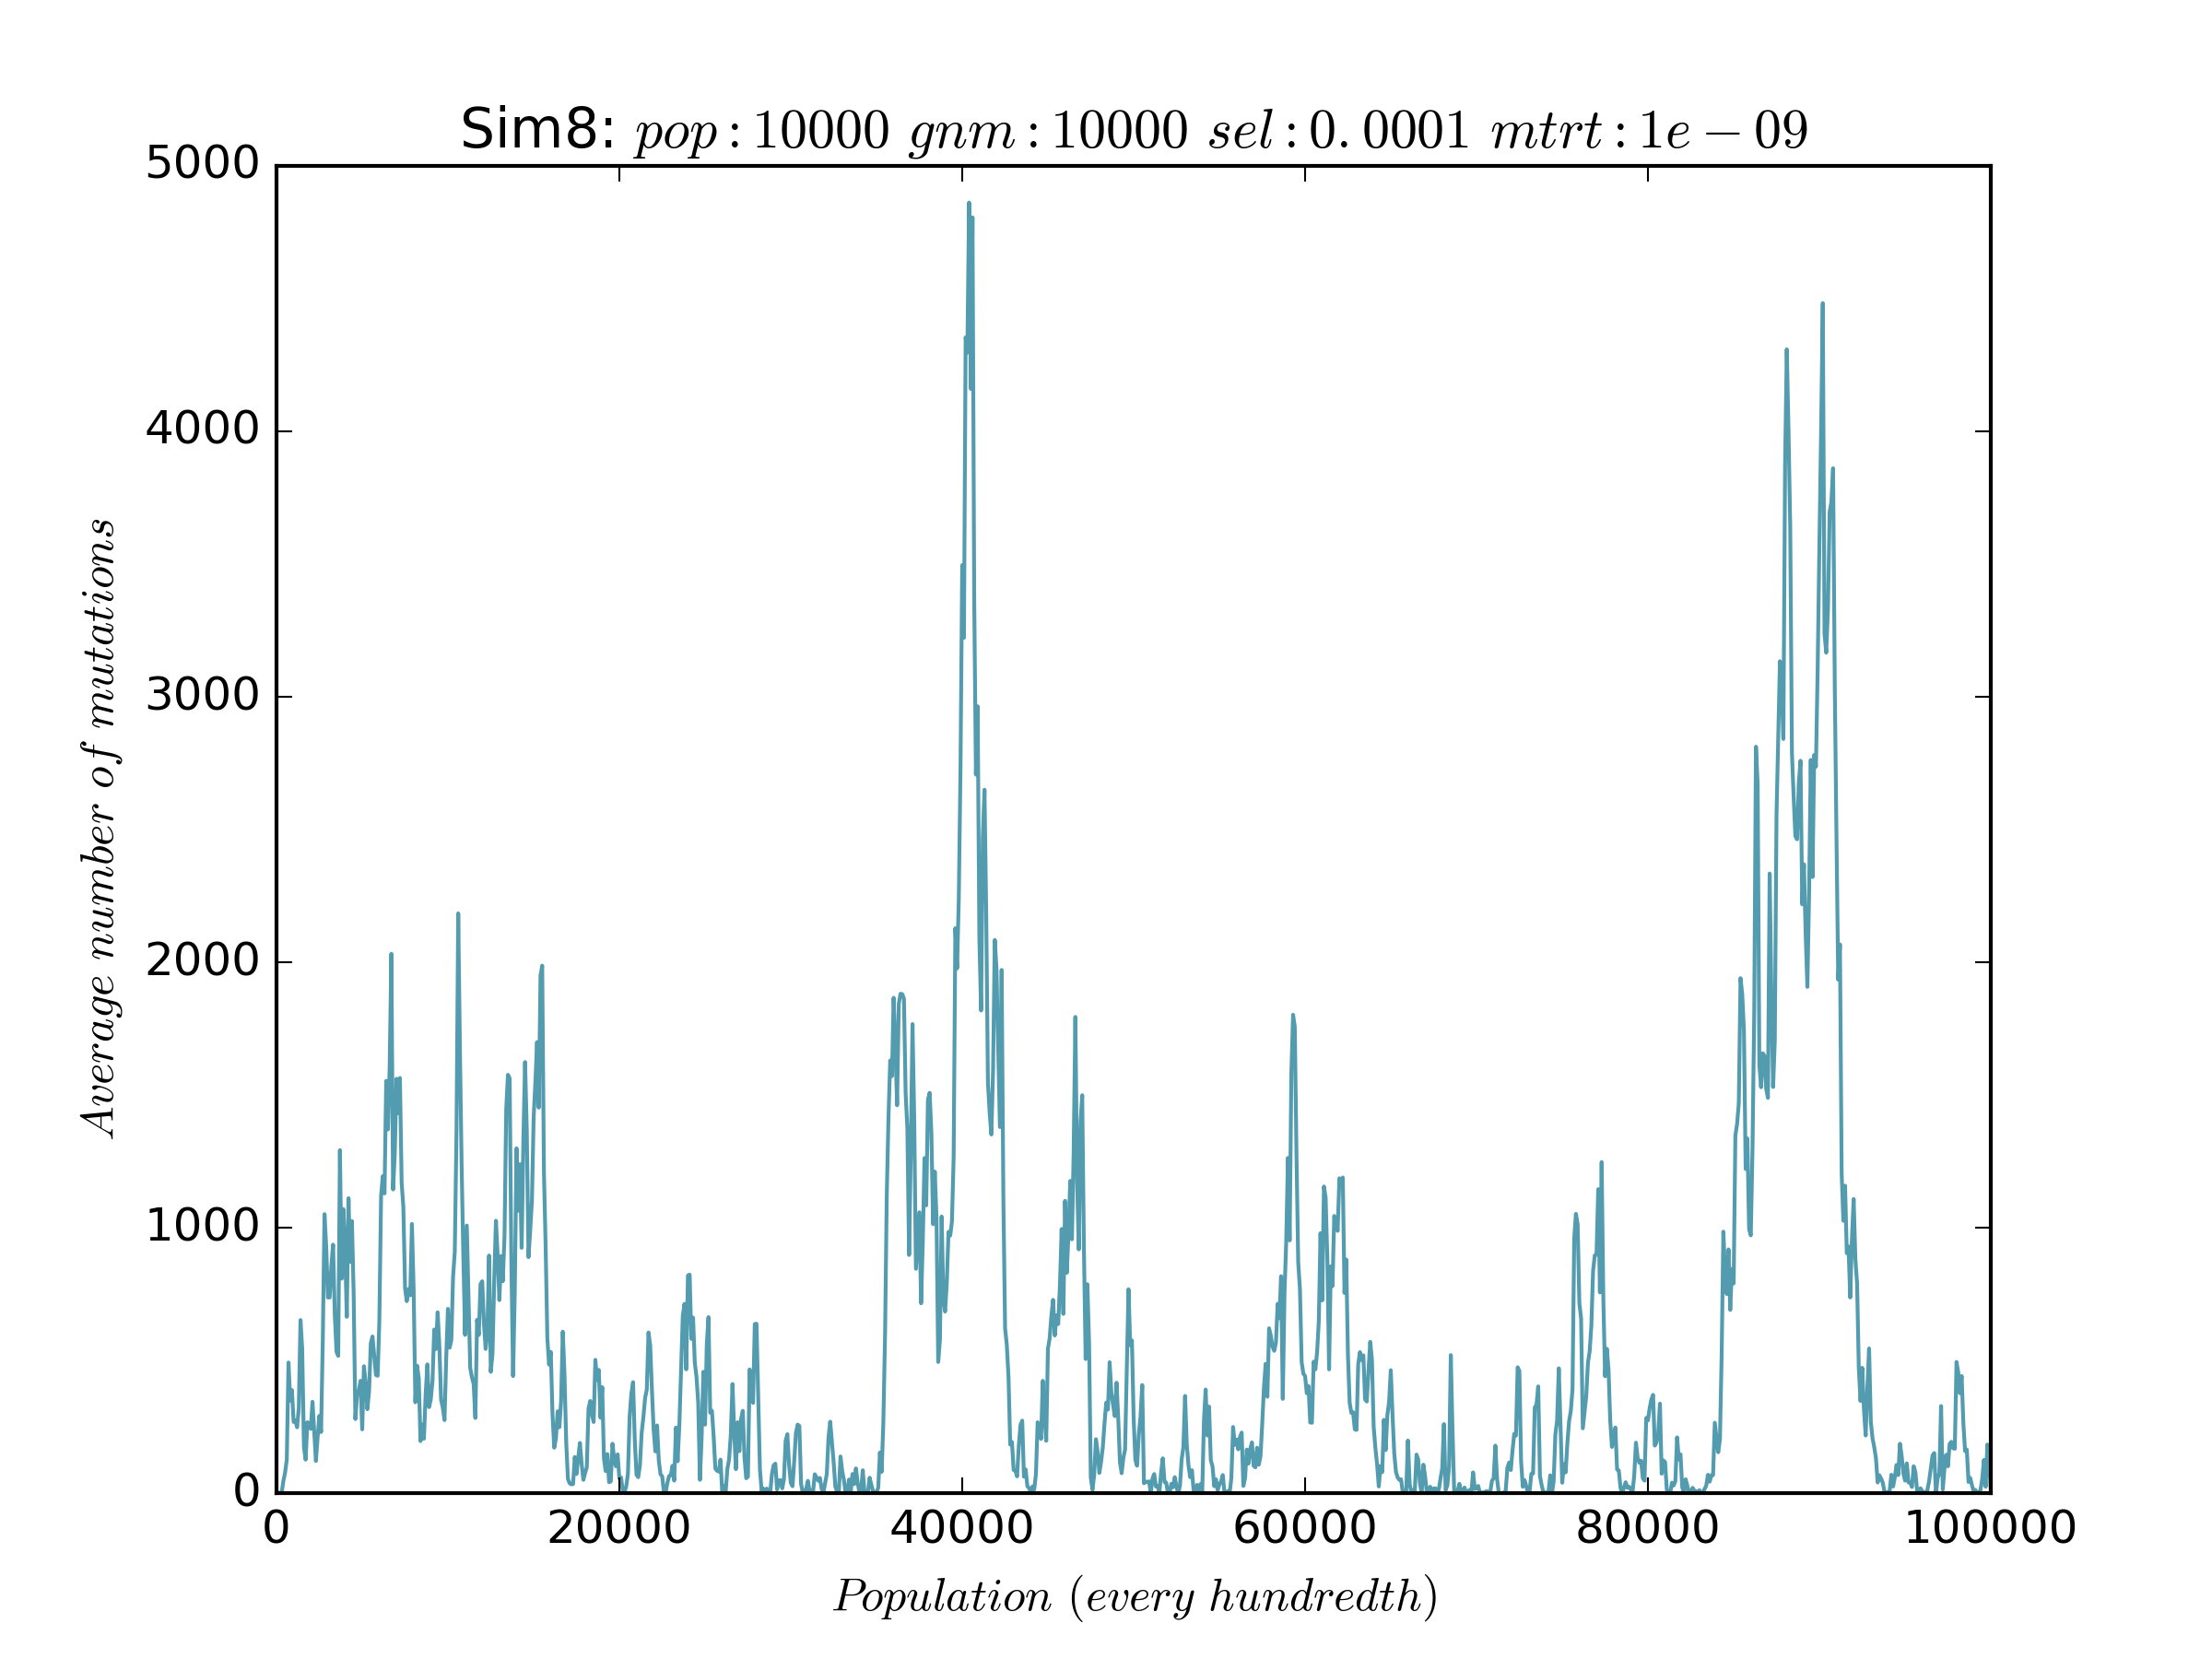 Sim8: pop : 10000 gnm : 10000 sel : 0.0001 mtrt : 1e − 09
5000
4000
3000
2000
1000
0
Average number of mutations
0 20000 40000 60000 80000 100000
Population (every hundredth)